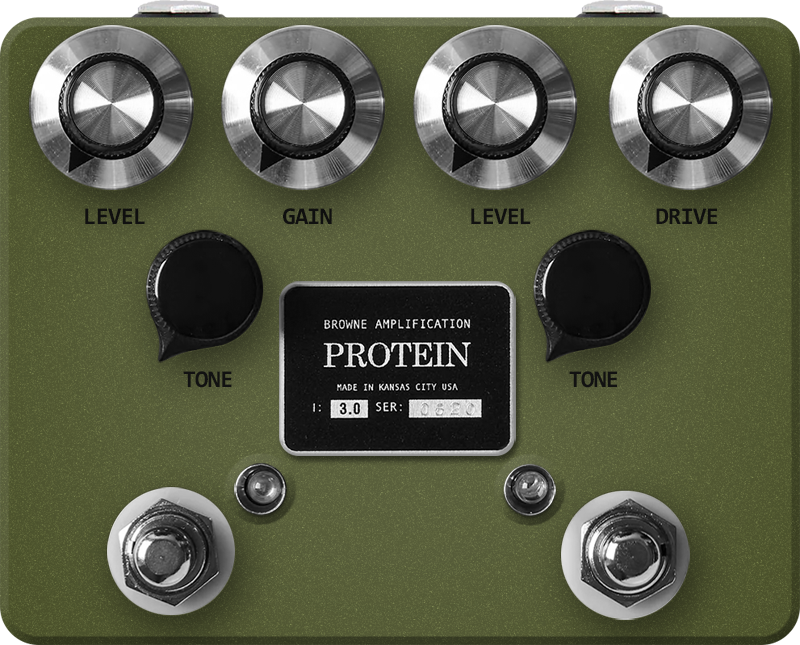 LEVEL GAIN LEVEL DRIVE
TONE TONE
BROWNE AMPLIFICATION
PROTEIN
MADE IN KANSAS CITY USA
3.0 SER: